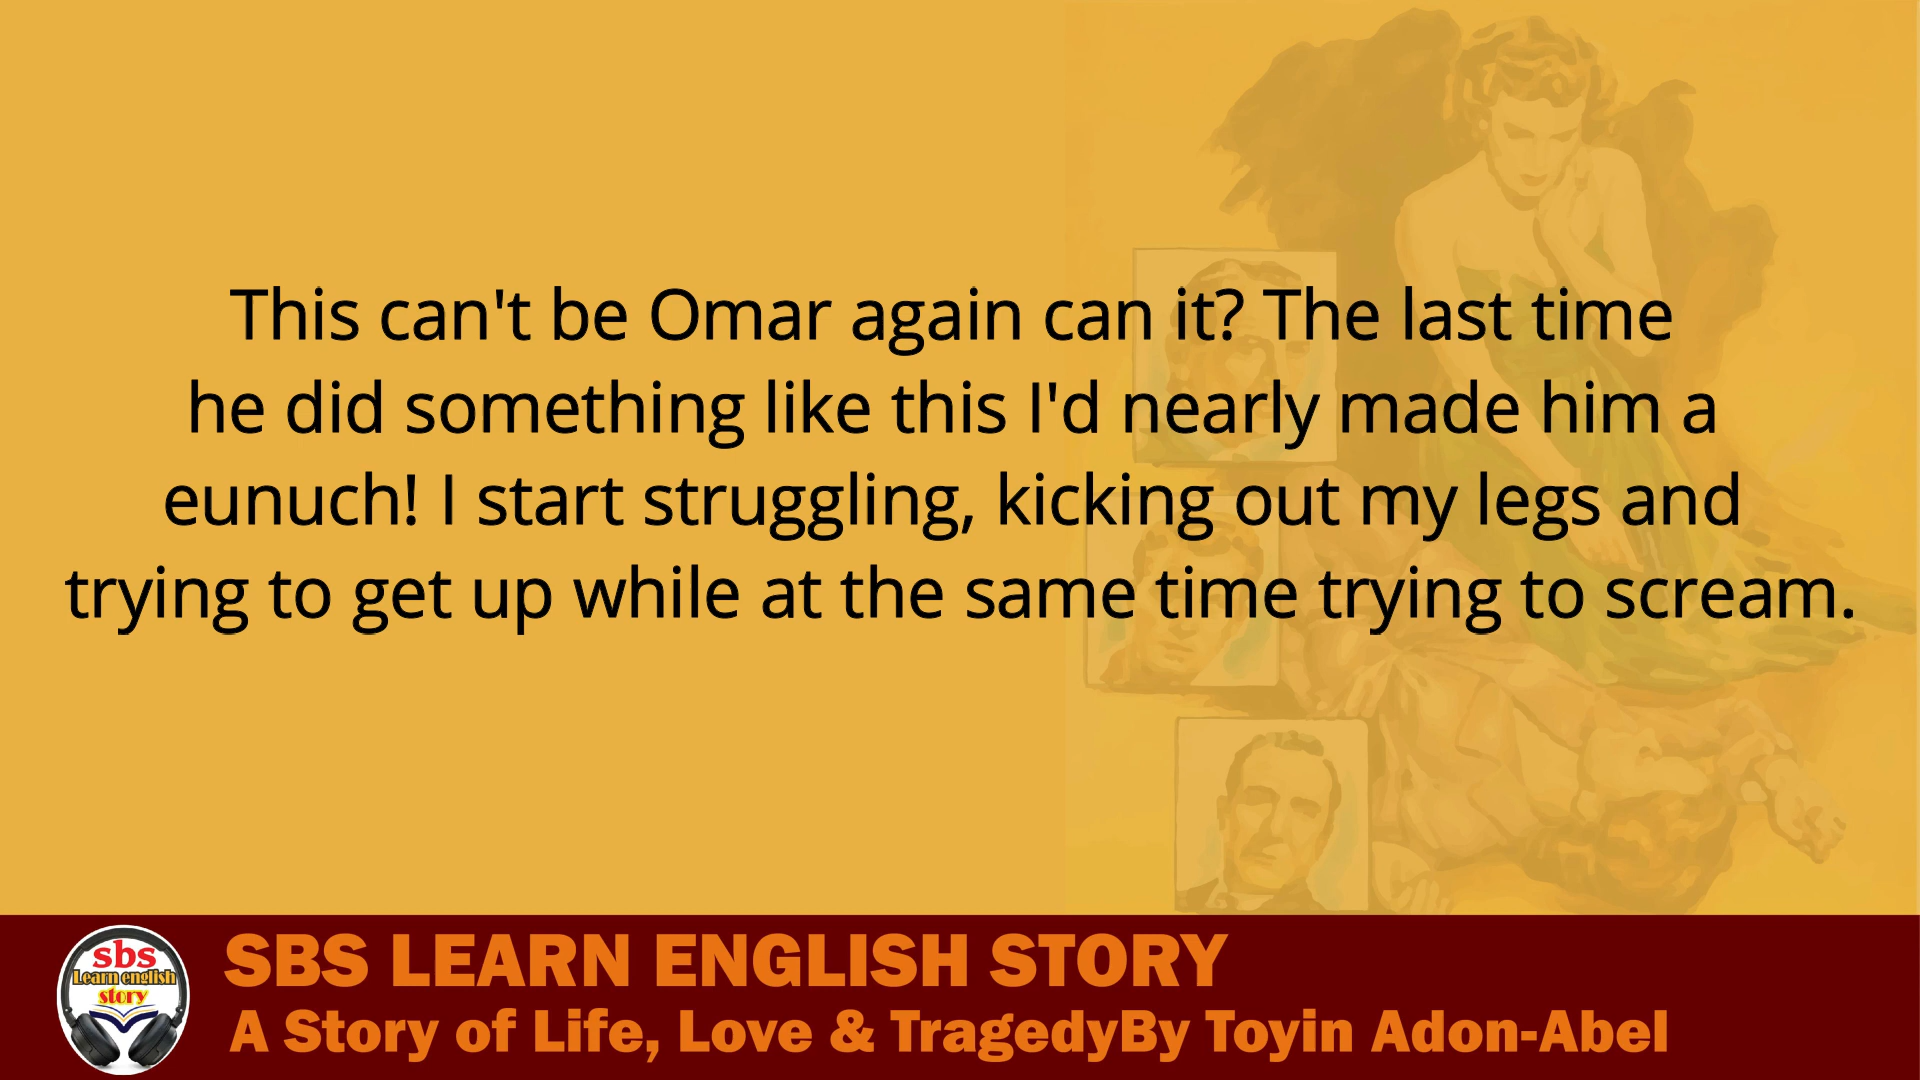 This can't be Omar again can it? The last time
he did something like this I'd nearly made him a
eunuch! I start struggling, kicking out my legs and
trying to get up while at the same time trying to scream.
sbs
Learn english
story
SBS LEARN ENGLISH STORY
A Story of Life, Love & TragedyBy Toyin Adon-Abel